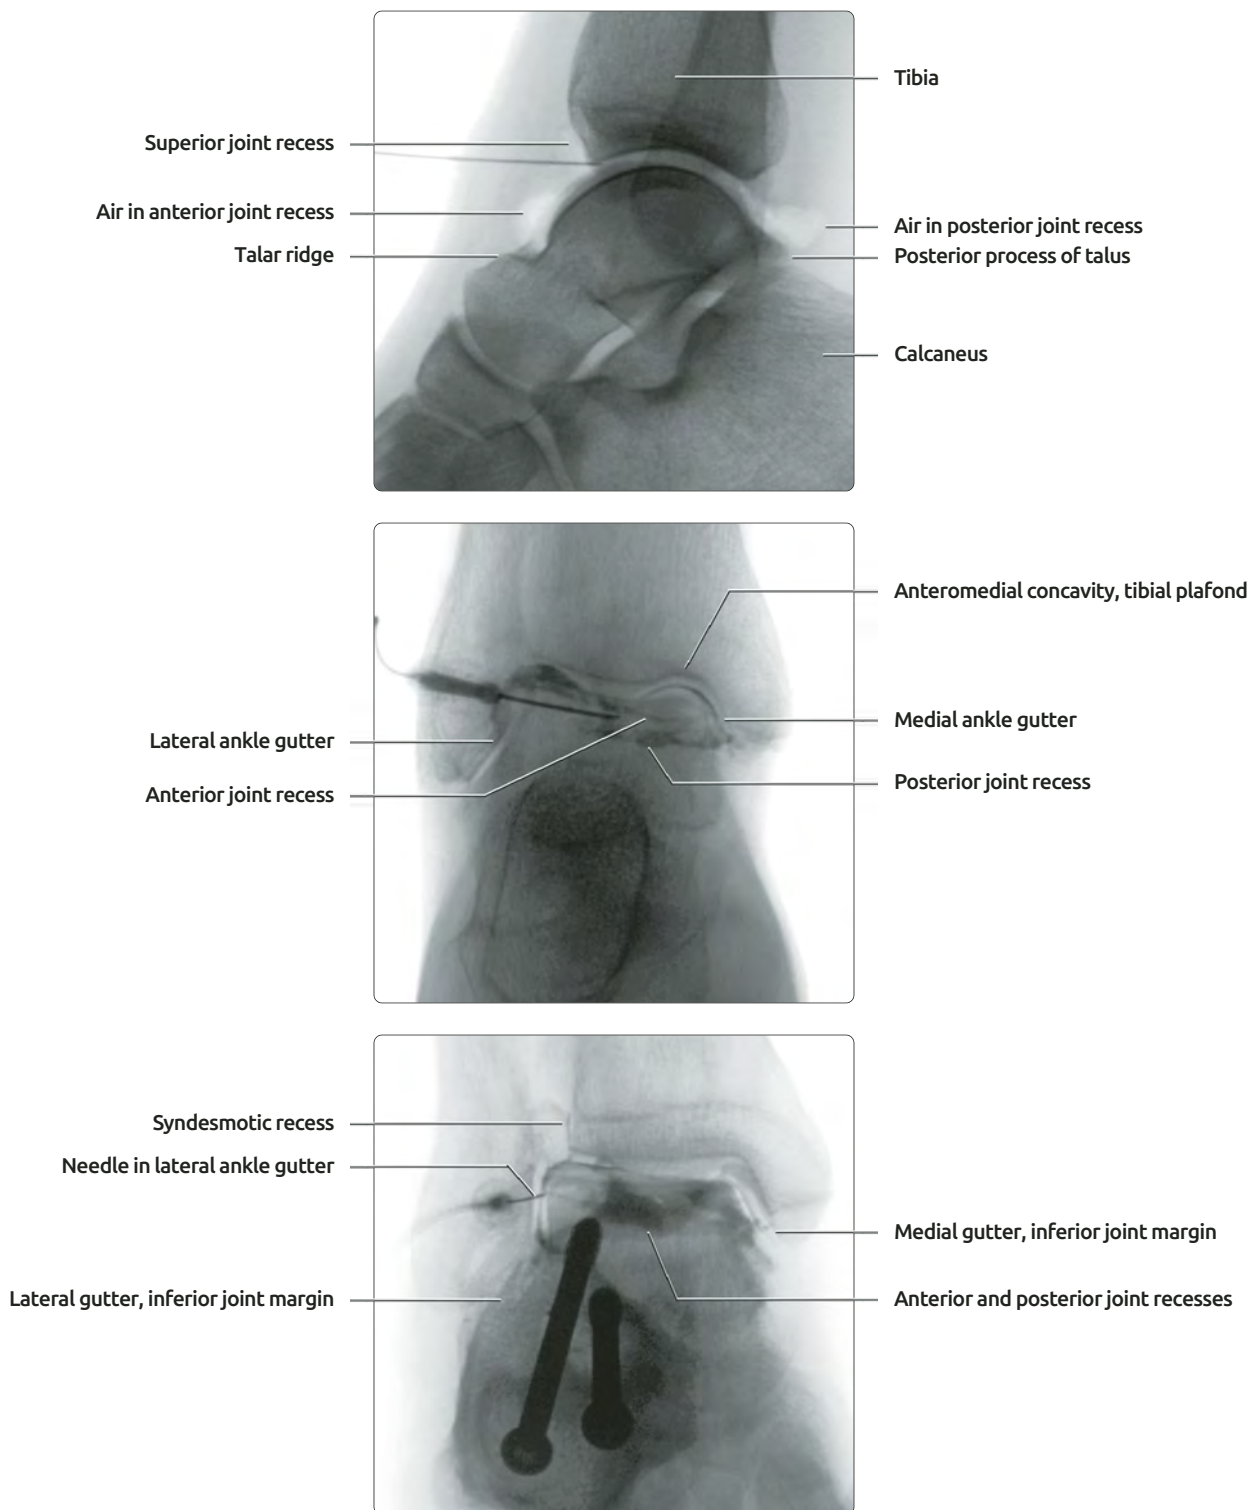 Tibia
Superior joint recess
Air in anterior joint recess
Air in posterior joint recess
Talar ridge
Posterior process of talus
Calcaneus
Anteromedial concavity, tibial plafond
Medial ankle gutter
Lateral ankle gutter
Posterior joint recess
Anterior joint recess
Syndesmotic recess
Needle in lateral ankle gutter
Medial gutter, inferior joint margin
Lateral gutter, inferior joint margin
Anterior and posterior joint recesses